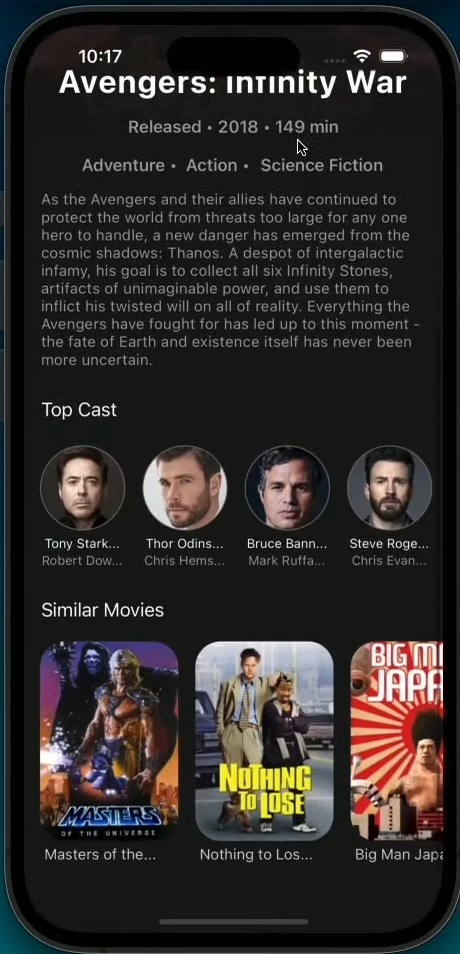 10:17
Avengers: Infinity War
Released • 2018 • 149 min
Adventure • Action • Science Fiction
As the Avengers and their allies have continued to
protect the world from threats too large for any one
hero to handle, a new danger has emerged from the
cosmic shadows: Thanos. A despot of intergalactic
infamy, his goal is to collect all six Infinity Stones,
artifacts of unimaginable power, and use them to
inflict his twisted will on all of reality. Everything the
Avengers have fought for has led up to this moment -
the fate of Earth and existence itself has never been
more uncertain.
Top Cast
Tony Stark... Thor Odins... Bruce Bann... Steve Roge...
Robert Dow... Chris Hems... Mark Ruffa... Chris Evan...
Similar Movies
MASTERS
OF THE UNIVERSE
NOTHING
TO LOSE
BIG M
JAPA
Masters of the... Nothing to Los... Big Man Japa